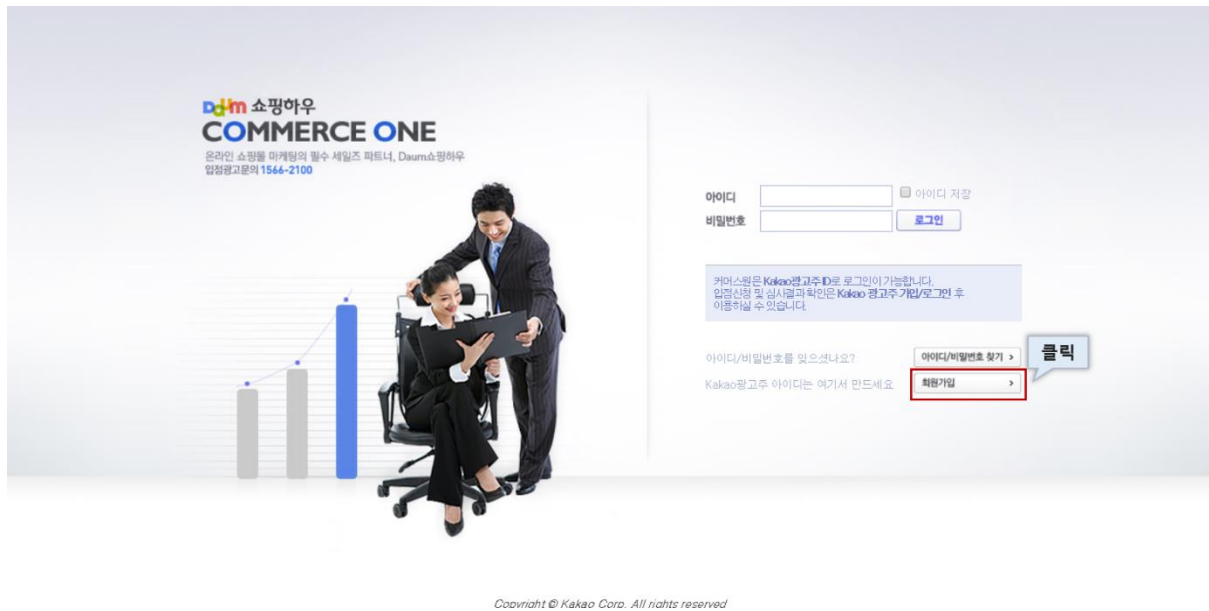 Daum 쇼핑하우
COMMERCE ONE
온라인 쇼핑몰 마케팅의 필수 세일즈 파트너, Daum쇼핑하우
입점광고문의 1566-2100
아이디
아이디 저장
비밀번호
로그인
커머스원은 Kakao광고주ID로 로그인이 가능합니다.
입점신청 및 심사결과 확인은 Kakao 광고주 가입/로그인 후
이용하실 수 있습니다.
아이디/비밀번호를 잊으셨나요?
아이디/비밀번호 찾기 >
클릭
Kakao광고주 아이디는 여기서 만드세요
회원가입 >
Copyright © Kakao Corp. All rights reserved